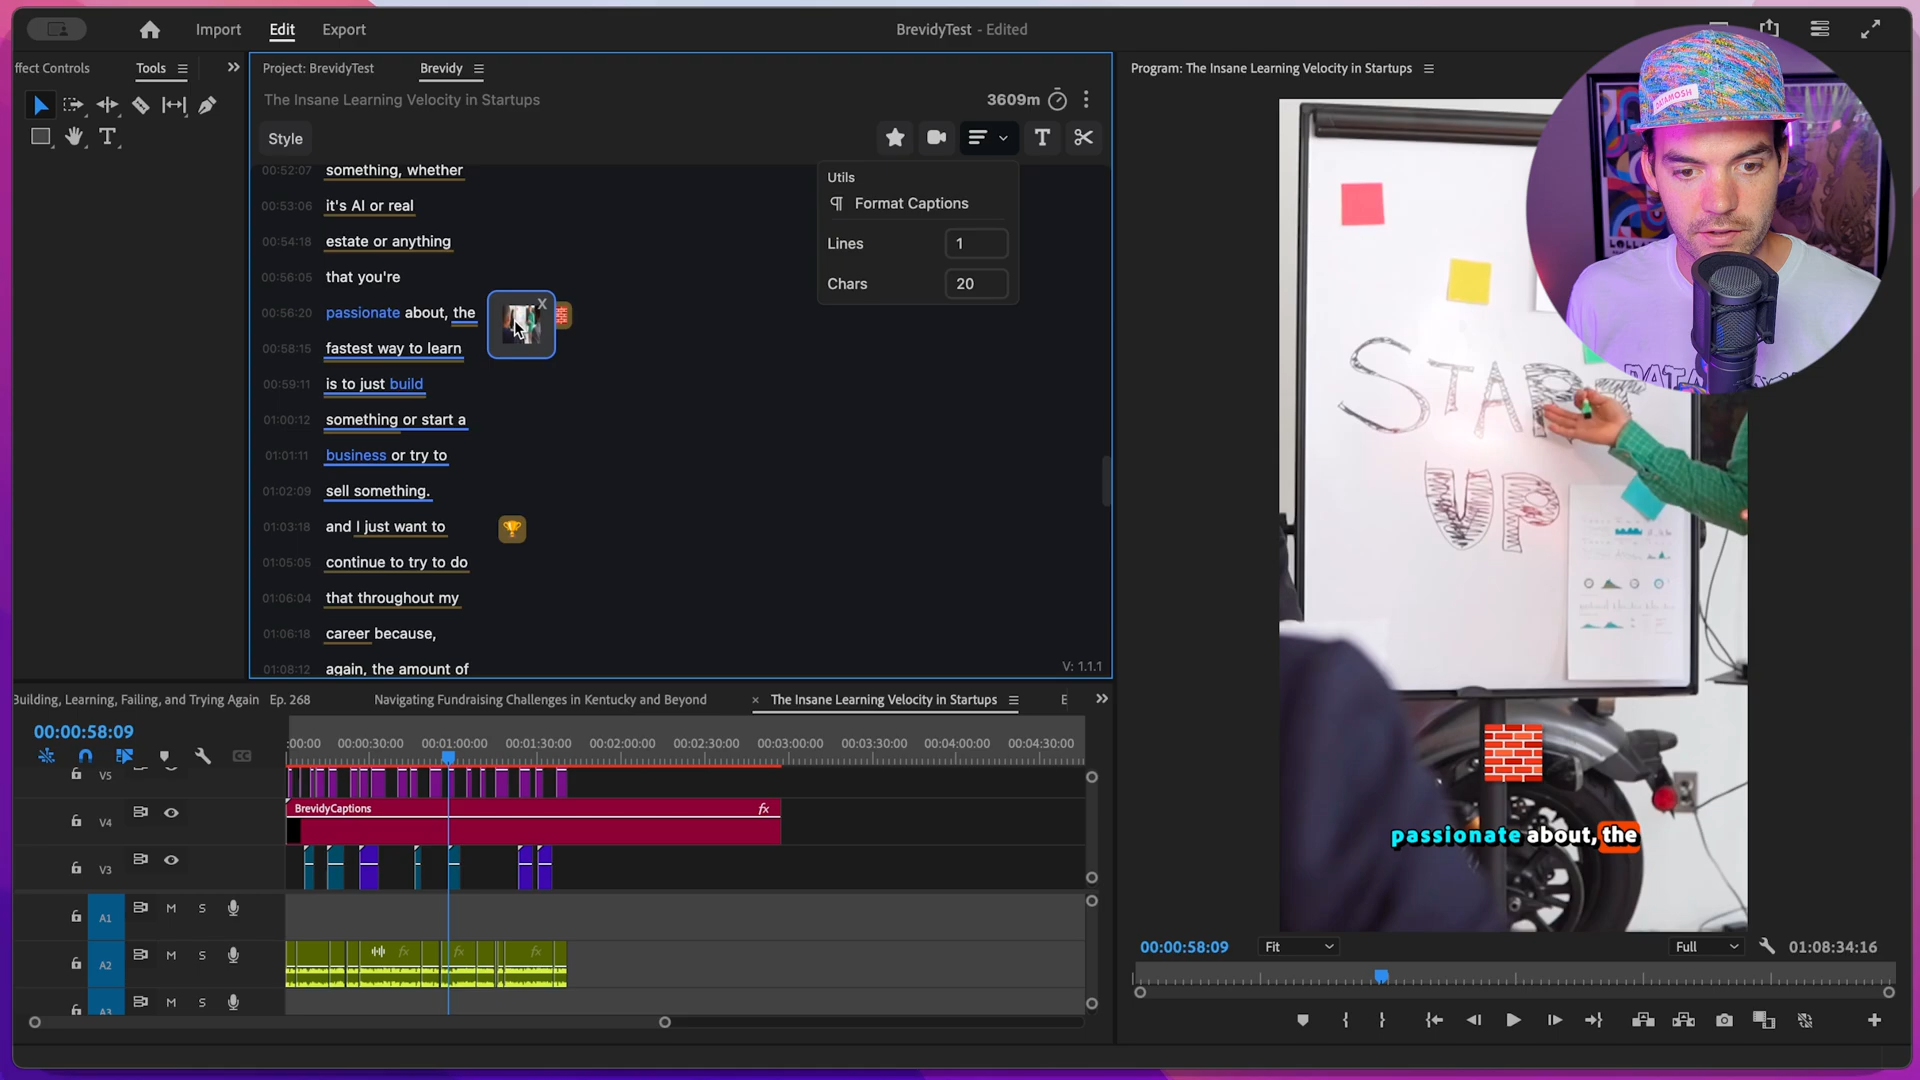 Import
Edit
Export
BrevidyTest - Edited
ffect Controls
Tools
Project: BrevidyTest
Brevidy
The Insane Learning Velocity in Startups
3609m
Style
Utils
Format Captions
Lines
1
Chars
20
00:52:07 something, whether
00:53:06 it's AI or real
00:54:18 estate or anything
00:56:05 that you're
00:56:20 passionate about, the
X
00:58:15 fastest way to learn
00:59:11 is to just build
01:00:12 something or start a
01:01:11 business or try to
01:02:09 sell something.
01:03:18 and I just want to
01:05:05 continue to try to do
01:06:04 that throughout my
01:06:18 career because,
01:08:12 again, the amount of
V: 1.1.1
Program: The Insane Learning Velocity in Startups
DATAMOSH
START
UP
passionate about, the
00:00:58:09
Fit
Full
01:08:34:16
Building, Learning, Failing, and Trying Again Ep. 268
Navigating Fundraising Challenges in Kentucky and Beyond
The Insane Learning Velocity in Startups
E
00:00:58:09
:00:00
00:00:30:00
00:01:00:00
00:01:30:00
00:02:00:00
00:02:30:00
00:03:00:00
00:03:30:00
00:04:00:00
00:04:30:00
V5
V4
BrevidyCaptions
fx
V3
A1
M
S
A2
M
S
fx
fx
fx
A3
M
S